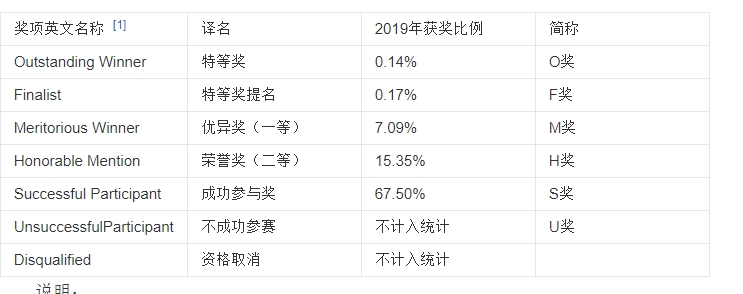 奖项英文名称 [1] 译名 2019年获奖比例 简称
Outstanding Winner 特等奖 0.14% O奖
Finalist 特等奖提名 0.17% F奖
Meritorious Winner 优异奖（一等） 7.09% M奖
Honorable Mention 荣誉奖（二等） 15.35% H奖
Successful Participant 成功参与奖 67.50% S奖
UnsuccessfulParticipant 不成功参赛 不计入统计 U奖
Disqualified 资格取消 不计入统计
说明：